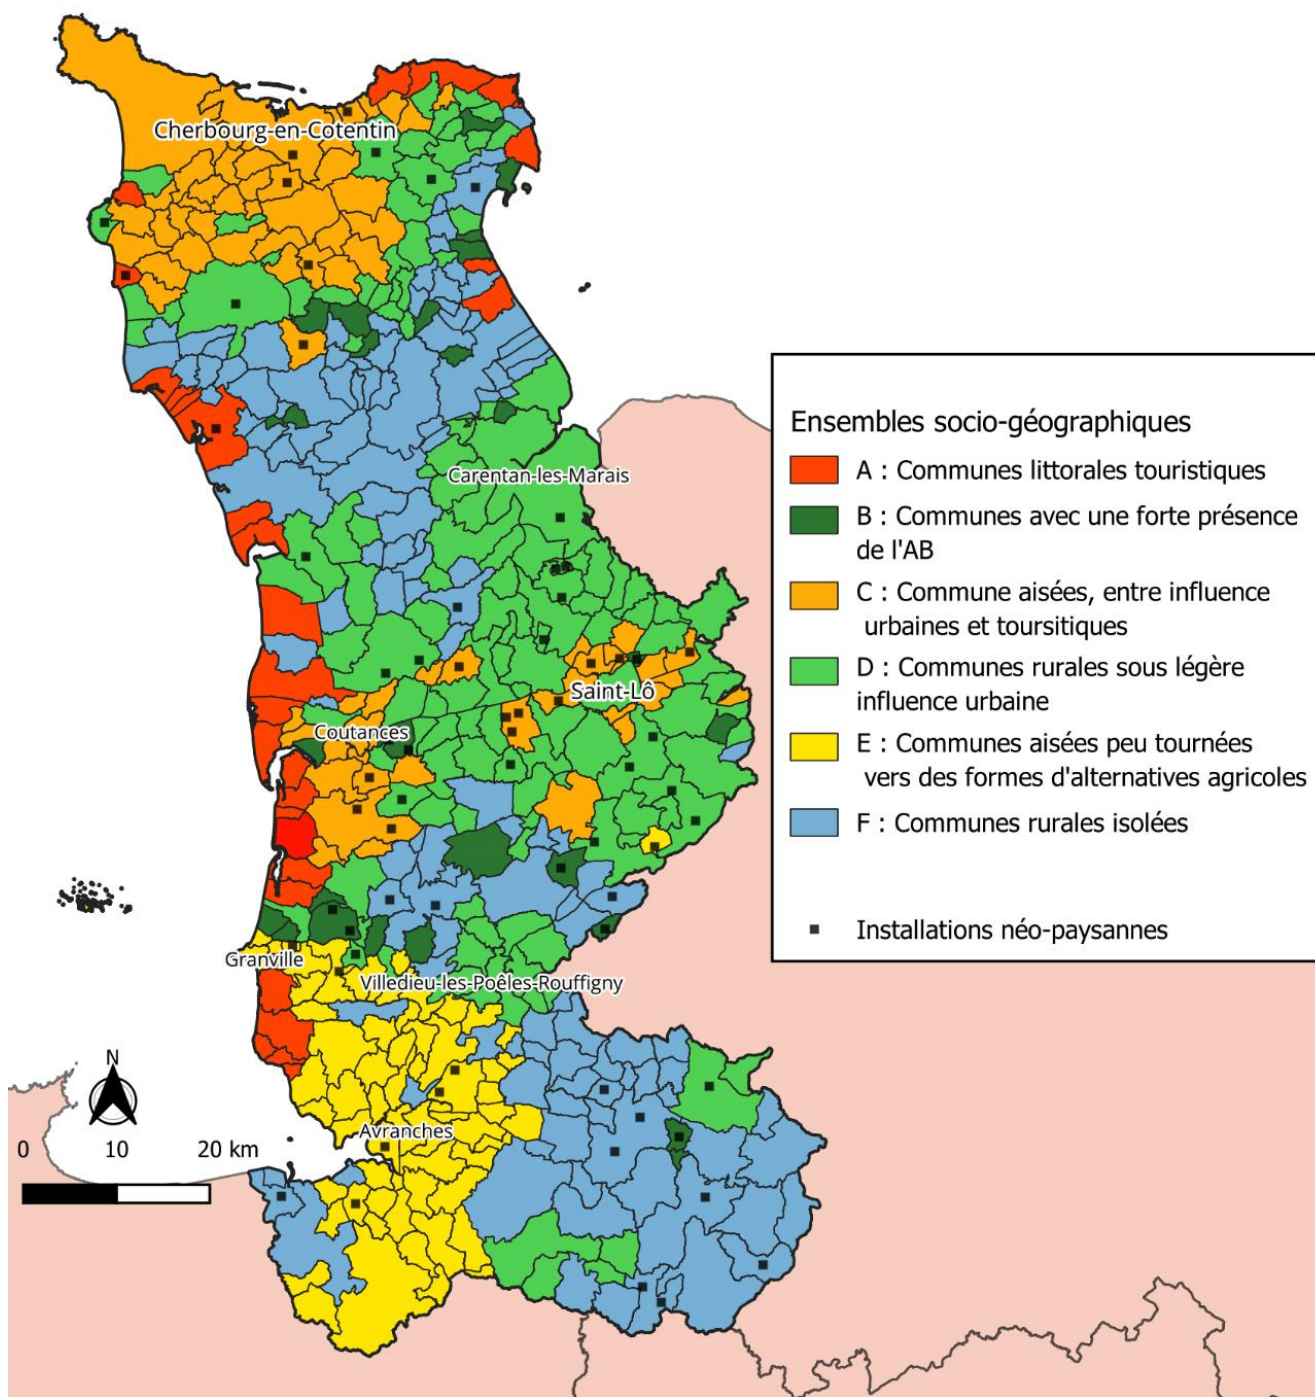 Cherbourg-en-Cotentin
Carentan-les-Marais
Saint-Lô
Coutances
Granville
Villedieu-les-Poêles-Rouffigny
Avranches
N
0 10 20 km
Ensembles socio-géographiques
A : Communes littorales touristiques
B : Communes avec une forte présence
de l'AB
C : Commune aisées, entre influence
urbaines et toursitiques
D : Communes rurales sous légère
influence urbaine
E : Communes aisées peu tournées
vers des formes d'alternatives agricoles
F : Communes rurales isolées
Installations néo-paysannes